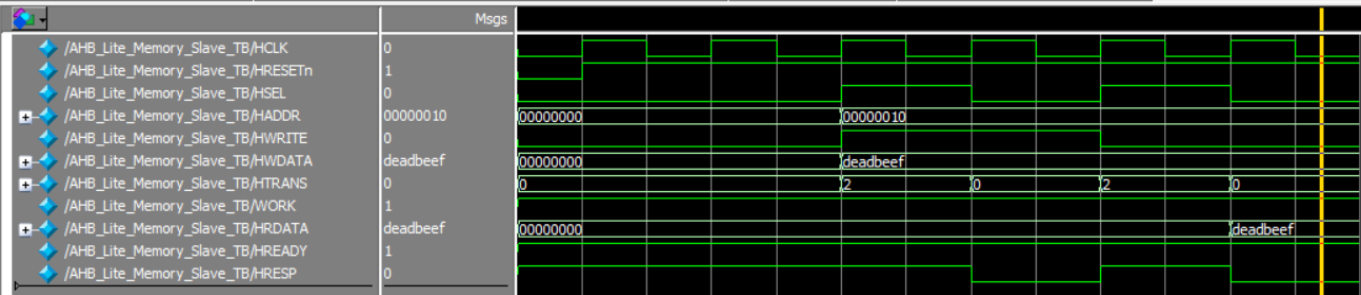 Msgs
/AHB_Lite_Memory_Slave_TB/HCLK 0
/AHB_Lite_Memory_Slave_TB/HRESETn 1
/AHB_Lite_Memory_Slave_TB/HSEL 0
/AHB_Lite_Memory_Slave_TB/HADDR 00000010 00000000 00000010
/AHB_Lite_Memory_Slave_TB/HWRITE 0
/AHB_Lite_Memory_Slave_TB/HWDATA deadbeef 00000000 deadbeef
/AHB_Lite_Memory_Slave_TB/HTRANS 0 0 2 0 2 0
/AHB_Lite_Memory_Slave_TB/WORK 1
/AHB_Lite_Memory_Slave_TB/HRDATA deadbeef 00000000 deadbeef
/AHB_Lite_Memory_Slave_TB/HREADY 1
/AHB_Lite_Memory_Slave_TB/HRESP 0